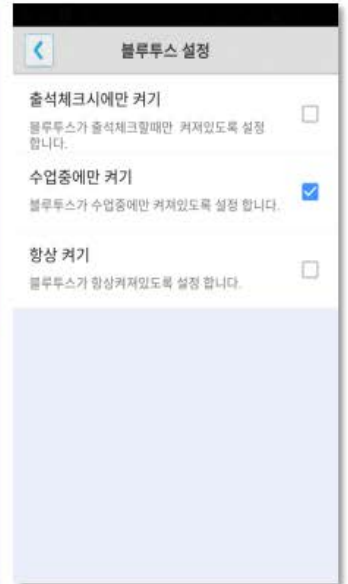 블루투스 설정
출석체크시에만 켜기
블루투스가 출석체크할때만 켜져있도록 설정
합니다.
수업중에만 켜기
블루투스가 수업중에만 켜져있도록 설정 합니다.
항상 켜기
블루투스가 항상켜져있도록 설정 합니다.